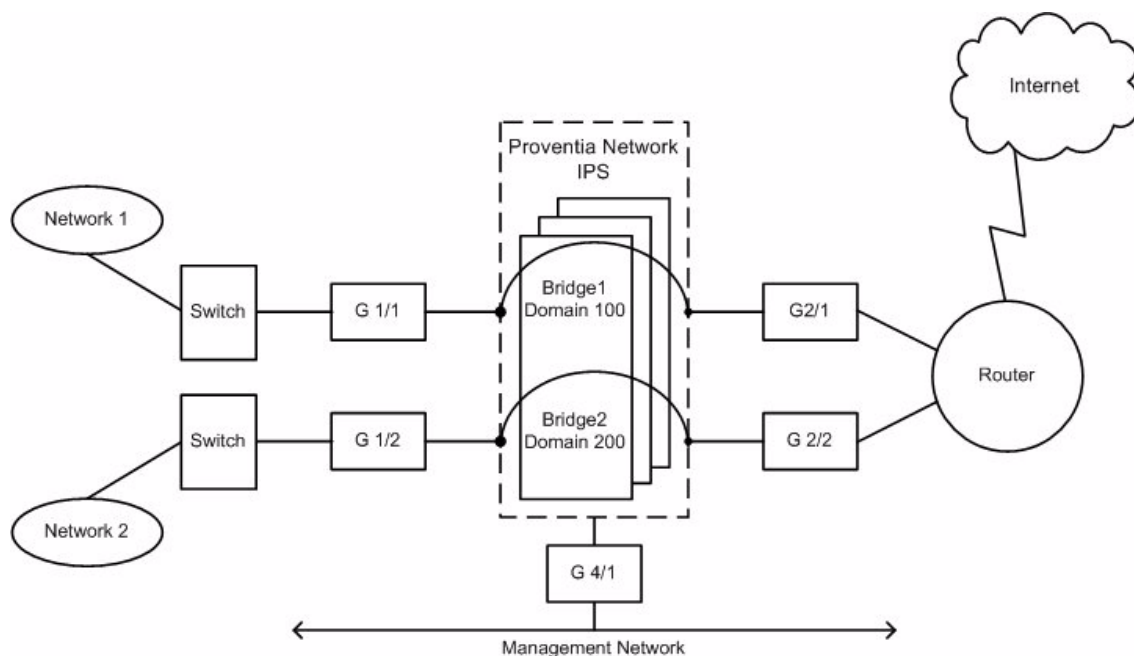 Internet
Proventia Network
IPS
Network 1
Switch
G 1/1
Bridge1
Domain 100
G2/1
Router
Switch
G 1/2
Bridge2
Domain 200
G 2/2
Network 2
G 4/1
Management Network